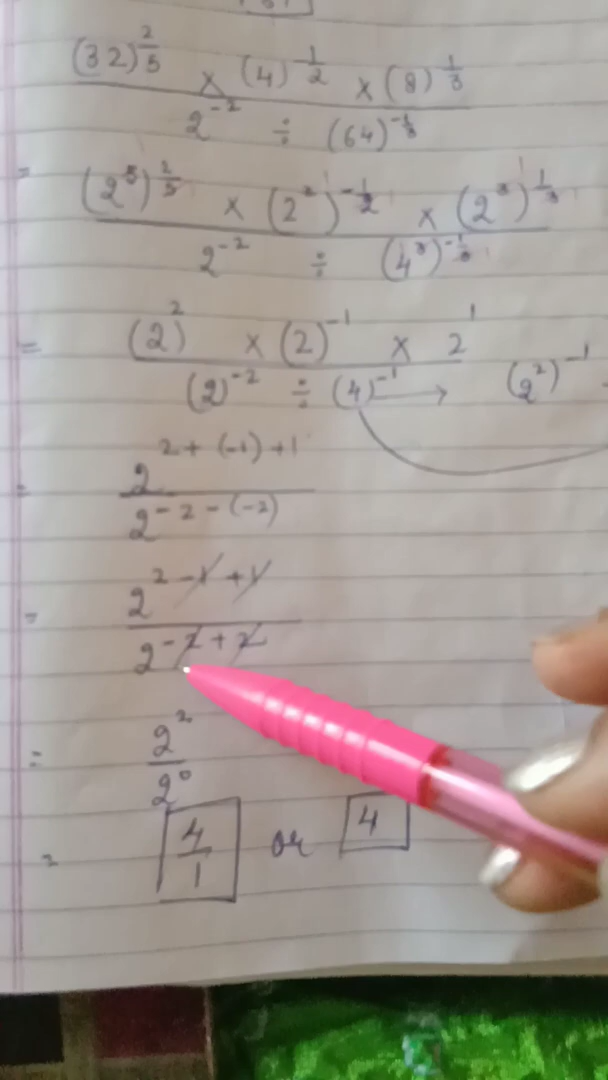 (32)^{2/5} × (4)^{-1/2} × (8)^{1/3}
2^{-2} ÷ (64)^{-1/3}
= (2^5)^{2/5} × (2^2)^{-1/2} × (2^3)^{1/3}
2^{-2} ÷ (4^3)^{-1/3}
= (2)^2 × (2)^{-1} × 2^1
(2)^{-2} ÷ (4)^{-1} → (2^2)^{-1}
= 2^{2+(-1)+1}
2^{-2-(-2)}
= 2^{2-1+1}
2^{-2+2}
= 2^2
2^0
= 4 or 4
1